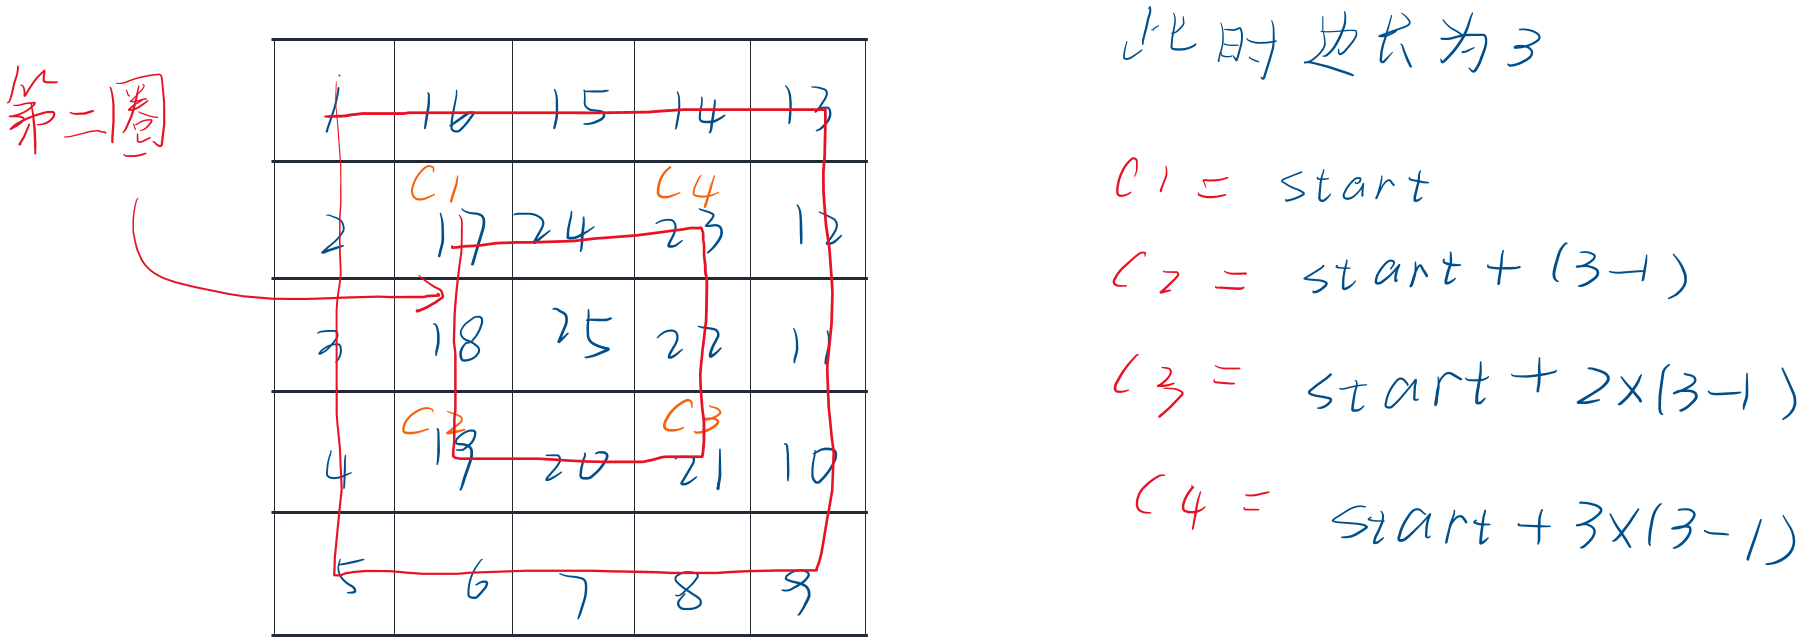 此时边长为3
第二圈
1 16 15 14 13
C1 C4
2 17 24 23 12
3 18 25 22 11
C2 C3
4 19 20 21 10
5 6 7 8 9
C1 = start
C2 = start + (3-1)
C3 = start + 2×(3-1)
C4 = start + 3×(3-1)